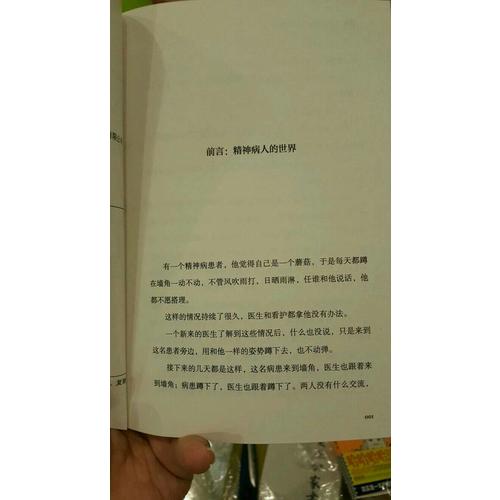 前言：精神病人的世界
有一个精神病患者，他觉得自己是一个蘑菇，于是每天都蹲
在墙角一动不动，不管风吹雨打，日晒雨淋，任谁和他说话，他
都不愿搭理。
这样的情况持续了很久，医生和看护都拿他没有办法。
一个新来的医生了解到这些情况后，什么也没说，只是来到
这名患者旁边，用和他一样的姿势蹲下去，也不动弹。
接下来的几天都是这样，这名病患来到墙角，医生也跟着来
到墙角；病患蹲下了，医生也跟着蹲下了。两人没有什么交流，
001